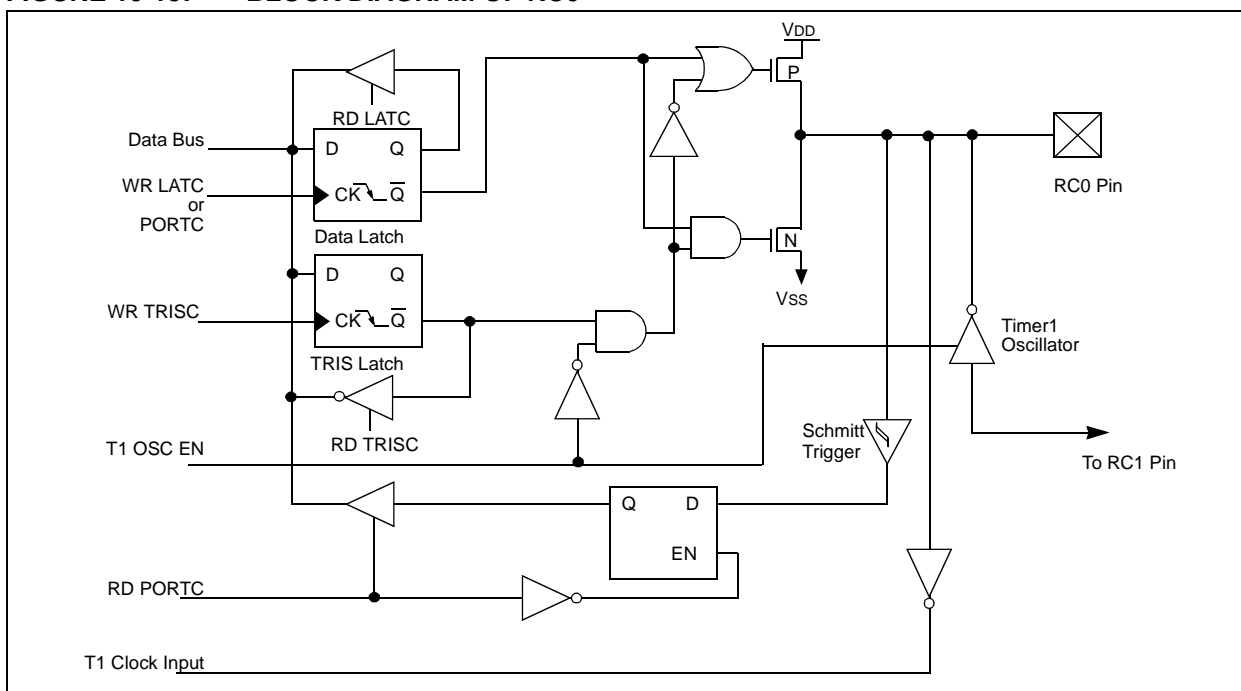 VDD
P
RD LATC
Data Bus
D Q
WR LATC
or
PORTC
CK Q
RC0 Pin
Data Latch
N
D Q
VSS
WR TRISC
CK Q
Timer1
Oscillator
TRIS Latch
RD TRISC
Schmitt
Trigger
T1 OSC EN
To RC1 Pin
Q D
EN
RD PORTC
T1 Clock Input